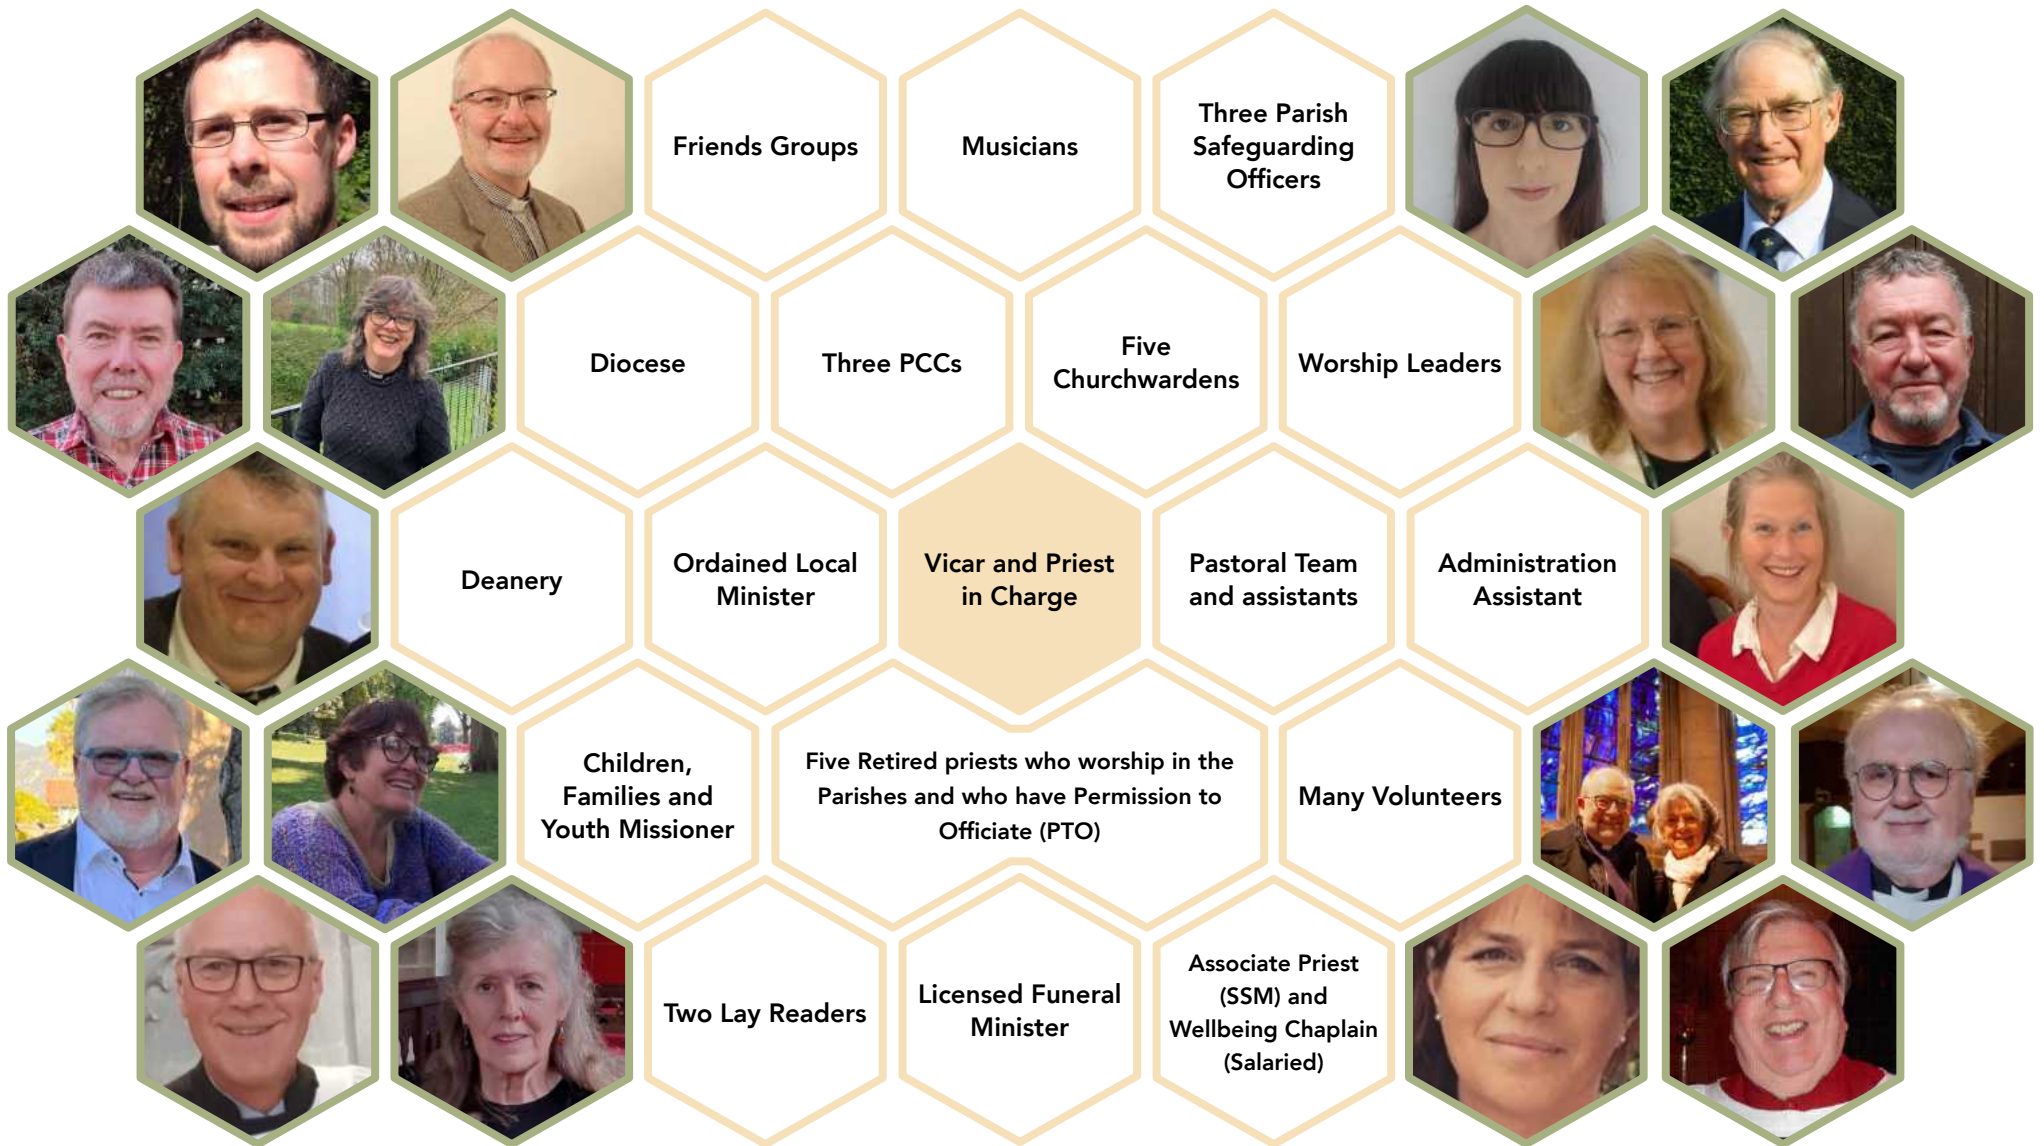 Friends Groups
Musicians
Three Parish
Safeguarding
Officers
Diocese
Three PCCs
Five
Churchwardens
Worship Leaders
Deanery
Ordained Local
Minister
Vicar and Priest
in Charge
Pastoral Team
and assistants
Administration
Assistant
Children,
Families and
Youth Missioner
Five Retired priests who worship in the
Parishes and who have Permission to
Officiate (PTO)
Many Volunteers
Two Lay Readers
Licensed Funeral
Minister
Associate Priest
(SSM) and
Wellbeing Chaplain
(Salaried)